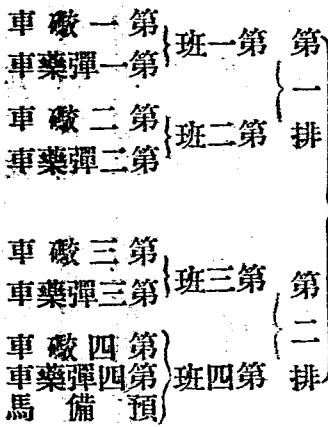 第一排
第一班
第一礮車
第一彈藥車
第二班
第二礮車
第二彈藥車
第二排
第三班
第三礮車
第三彈藥車
第四班
第四礮車
第四彈藥車
預備馬